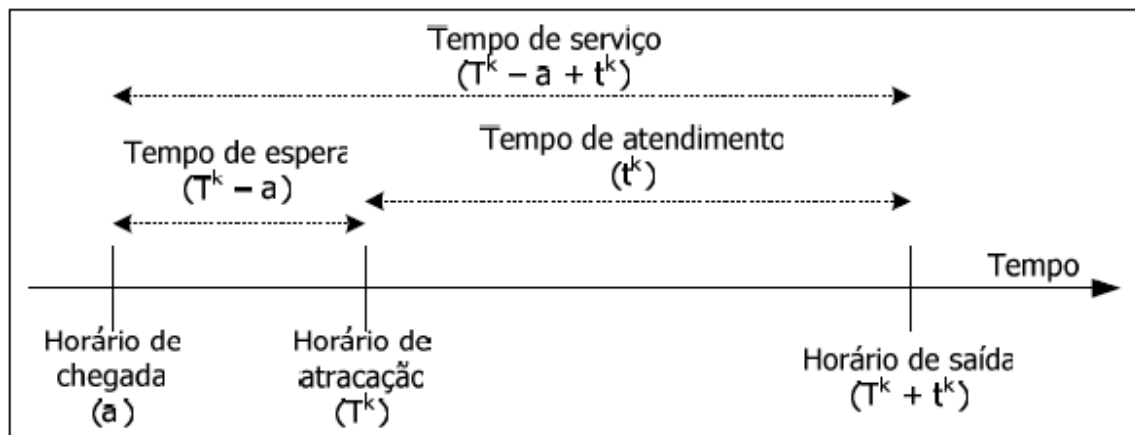 Tempo de serviço
(T^k – a + t^k)
Tempo de espera
(T^k – a)
Tempo de atendimento
(t^k)
Tempo
Horário de
chegada
(a)
Horário de
atracação
(T^k)
Horário de saída
(T^k + t^k)